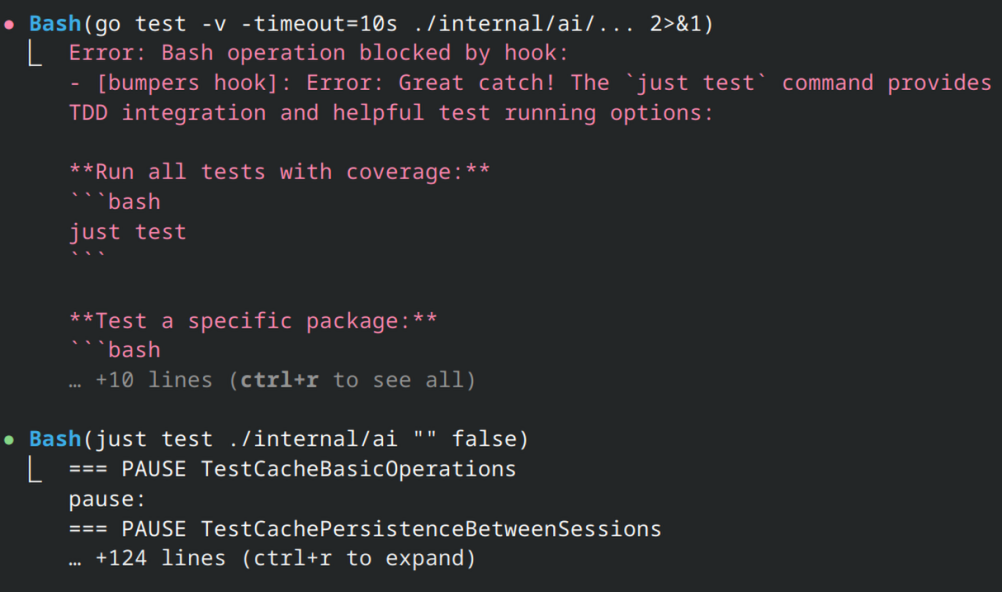 ● Bash(go test -v -timeout=10s ./internal/ai/... 2>&1)
⎿ Error: Bash operation blocked by hook:
- [bumpers hook]: Error: Great catch! The `just test` command provides
TDD integration and helpful test running options:
**Run all tests with coverage:**
```bash
just test
```
**Test a specific package:**
```bash
… +10 lines (ctrl+r to see all)
● Bash(just test ./internal/ai "" false)
⎿ === PAUSE TestCacheBasicOperations
pause:
=== PAUSE TestCachePersistenceBetweenSessions
… +124 lines (ctrl+r to expand)